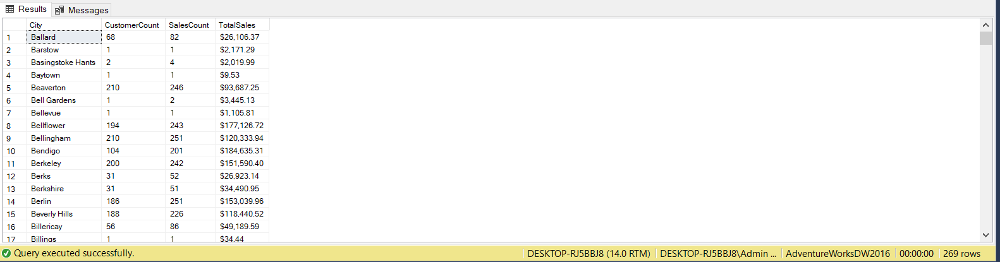 Results Messages
City CustomerCount SalesCount TotalSales
1 Ballard 68 82 $26,106.37
2 Barstow 1 1 $2,171.29
3 Basingstoke Hants 2 4 $2,019.99
4 Baytown 1 1 $9.53
5 Beaverton 210 246 $93,687.25
6 Bell Gardens 1 2 $3,445.13
7 Bellevue 1 1 $1,105.81
8 Bellflower 194 243 $177,126.72
9 Bellingham 210 251 $120,333.94
10 Bendigo 104 201 $184,635.31
11 Berkeley 200 242 $151,590.40
12 Berks 31 52 $26,923.14
13 Berkshire 31 51 $34,490.95
14 Berlin 186 251 $153,039.96
15 Beverly Hills 188 226 $118,440.52
16 Billericay 56 86 $49,189.59
17 Billings 1 1 $34.44
Query executed successfully. DESKTOP-RJ5BBJ8 (14.0 RTM) DESKTOP-RJ5BBJ8\Admin ... AdventureWorksDW2016 00:00:00 269 rows